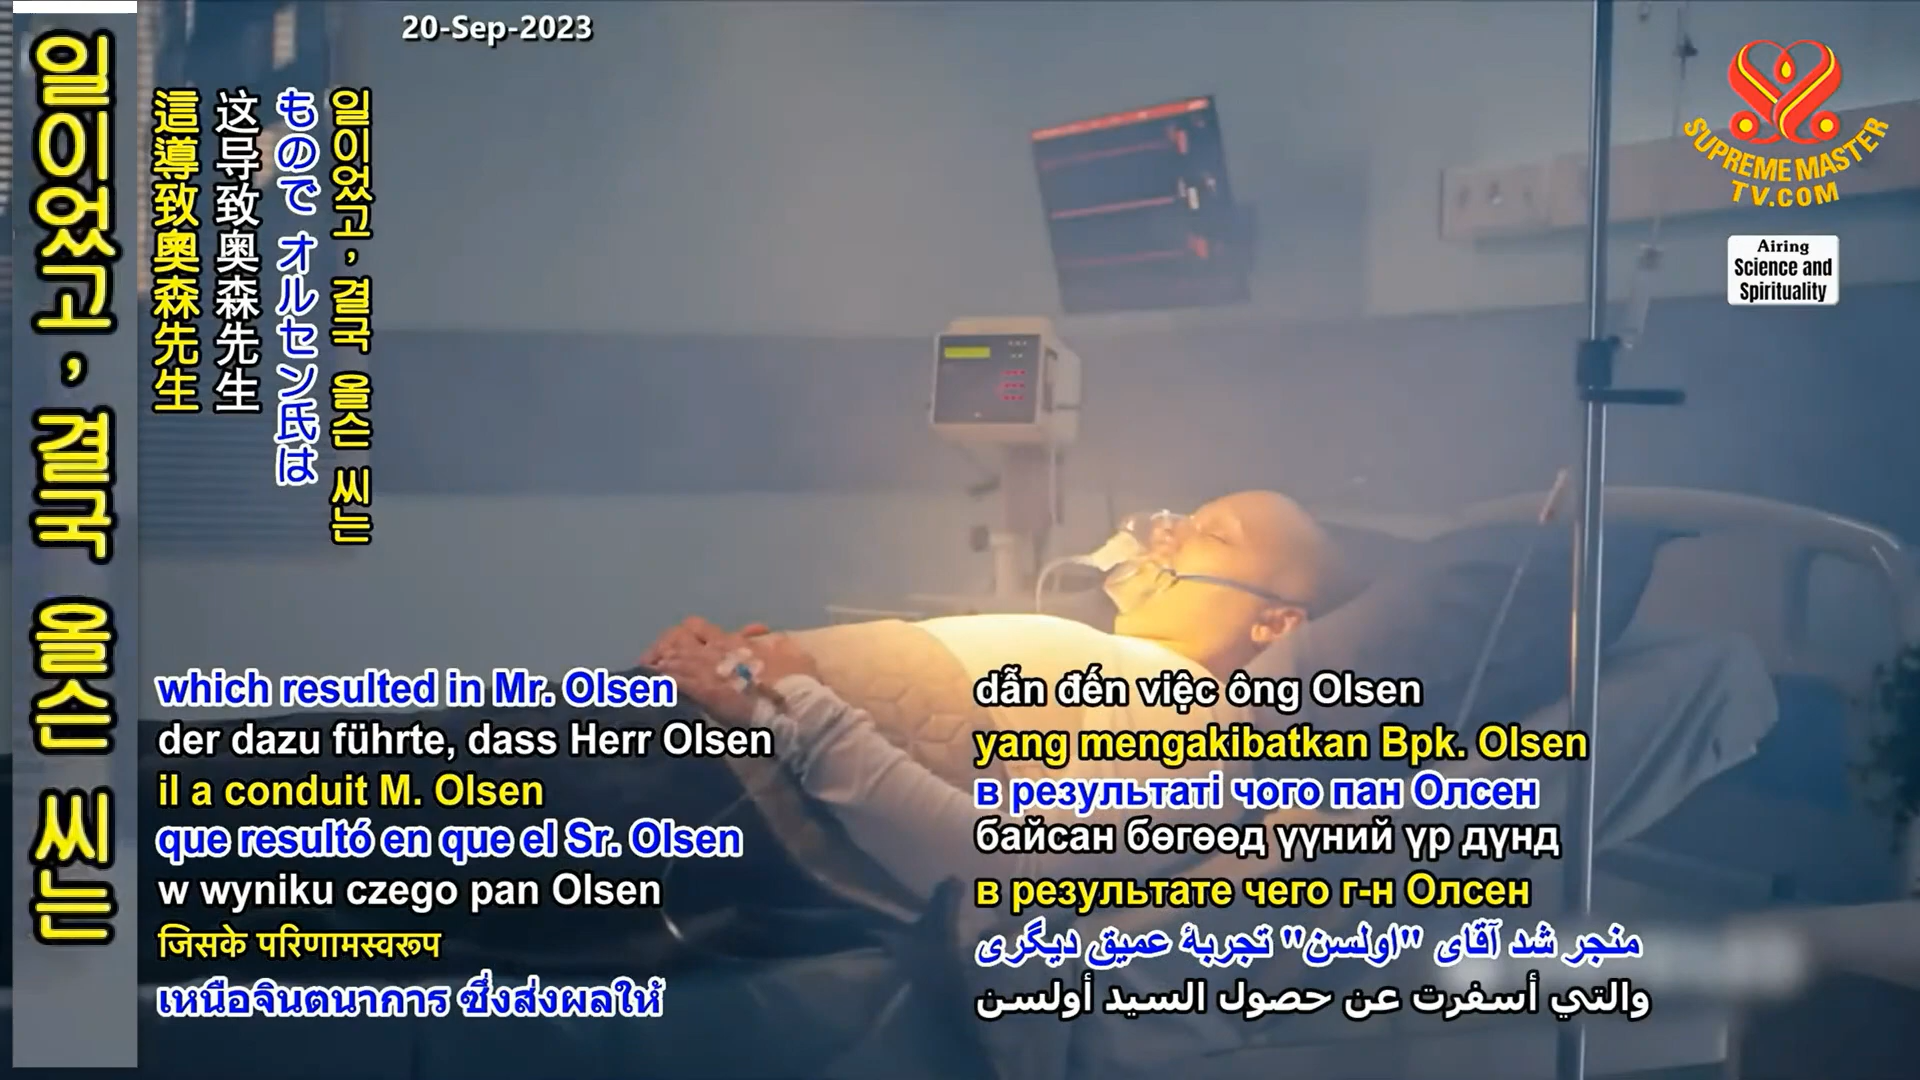 20-Sep-2023
일이었고, 결국 올슨 씨는
這導致奧森先生
这导致奥森先生
もので オルセン氏は
일이었고, 결국 올슨 씨는
SUPREME MASTER
TV.COM
Airing
Science and
Spirituality
which resulted in Mr. Olsen
der dazu führte, dass Herr Olsen
il a conduit M. Olsen
que resultó en que el Sr. Olsen
w wyniku czego pan Olsen
जिसके परिणामस्वरूप
เหนือจินตนาการ ซึ่งส่งผลให้
dẫn đến việc ông Olsen
yang mengakibatkan Bpk. Olsen
в результаті чого пан Олсен
байсан бөгөөд үүний үр дүнд
в результате чего г-н Олсен
منجر شد آقای "اولسن" تجربهٔ عمیق دیگری
والتي أسفرت عن حصول السيد أولسن